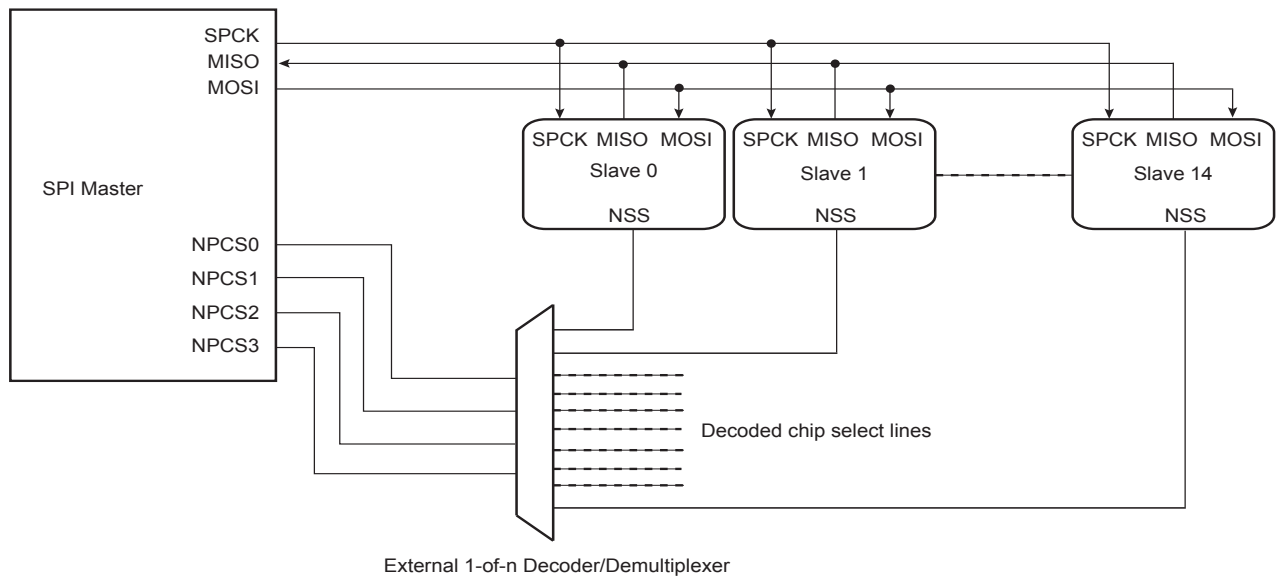 SPCK
MISO
MOSI
SPI Master
NPCS0
NPCS1
NPCS2
NPCS3
SPCK MISO MOSI
Slave 0
NSS
SPCK MISO MOSI
Slave 1
NSS
SPCK MISO MOSI
Slave 14
NSS
Decoded chip select lines
External 1-of-n Decoder/Demultiplexer